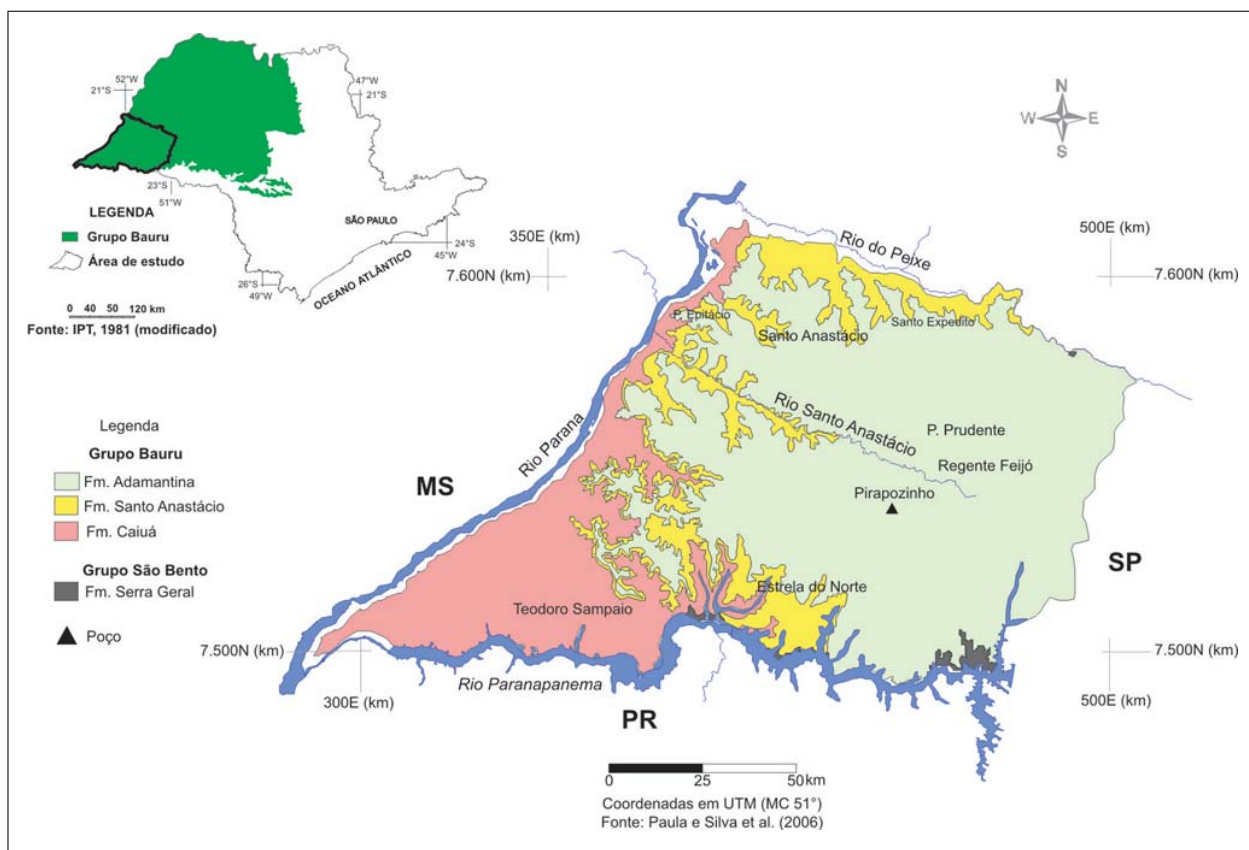 52°W
21°S
47°W
21°S
23°S
51°W
LEGENDA
Grupo Bauru
Área de estudo
SÃO PAULO
OCEANO ATLÂNTICO
24°S
45°W
26°S
49°W
0 40 50 120 km
Fonte: IPT, 1981 (modificado)
N
W E
S
350E (km)
7.600N (km)
500E (km)
7.600N (km)
Rio do Peixe
P. Epitácio
Santo Anastácio
Santo Expedito
Rio Santo Anastácio
Rio Parana
P. Prudente
Regente Feijó
Pirapozinho
MS
SP
Estrela do Norte
Teodoro Sampaio
Legenda
Grupo Bauru
Fm. Adamantina
Fm. Santo Anastácio
Fm. Caiuá
Grupo São Bento
Fm. Serra Geral
Poço
7.500N (km)
300E (km)
Rio Paranapanema
PR
7.500N (km)
500E (km)
0 25 50 km
Coordenadas em UTM (MC 51°)
Fonte: Paula e Silva et al. (2006)